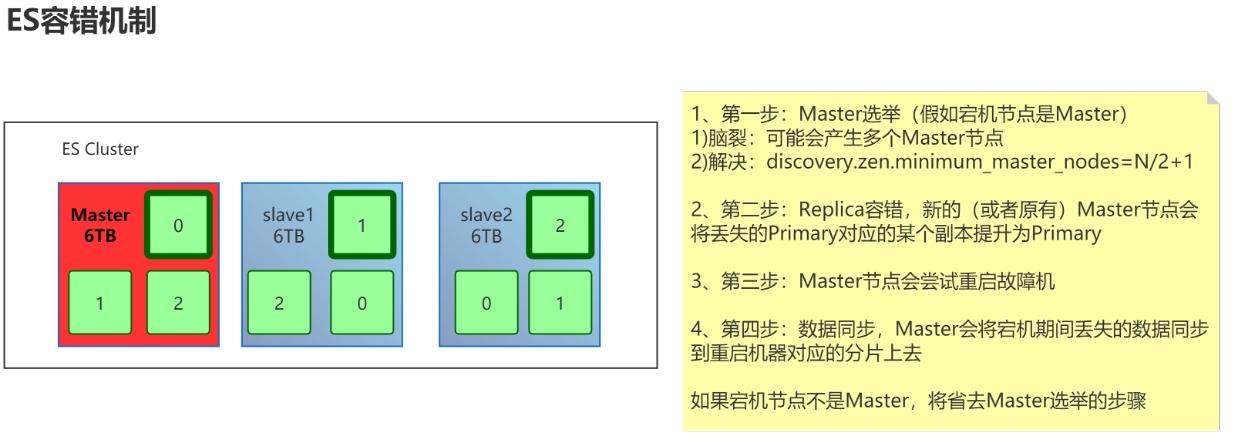 ES容错机制
ES Cluster
Master
6TB
0
1
2
slave1
6TB
1
2
0
slave2
6TB
2
0
1
1、第一步：Master选举（假如宕机节点是Master）
1)脑裂：可能会产生多个Master节点
2)解决：discovery.zen.minimum_master_nodes=N/2+1
2、第二步：Replica容错，新的（或者原有）Master节点会
将丢失的Primary对应的某个副本提升为Primary
3、第三步：Master节点会尝试重启故障机
4、第四步：数据同步，Master会将宕机期间丢失的数据同步
到重启机器对应的分片上去
如果宕机节点不是Master，将省去Master选举的步骤